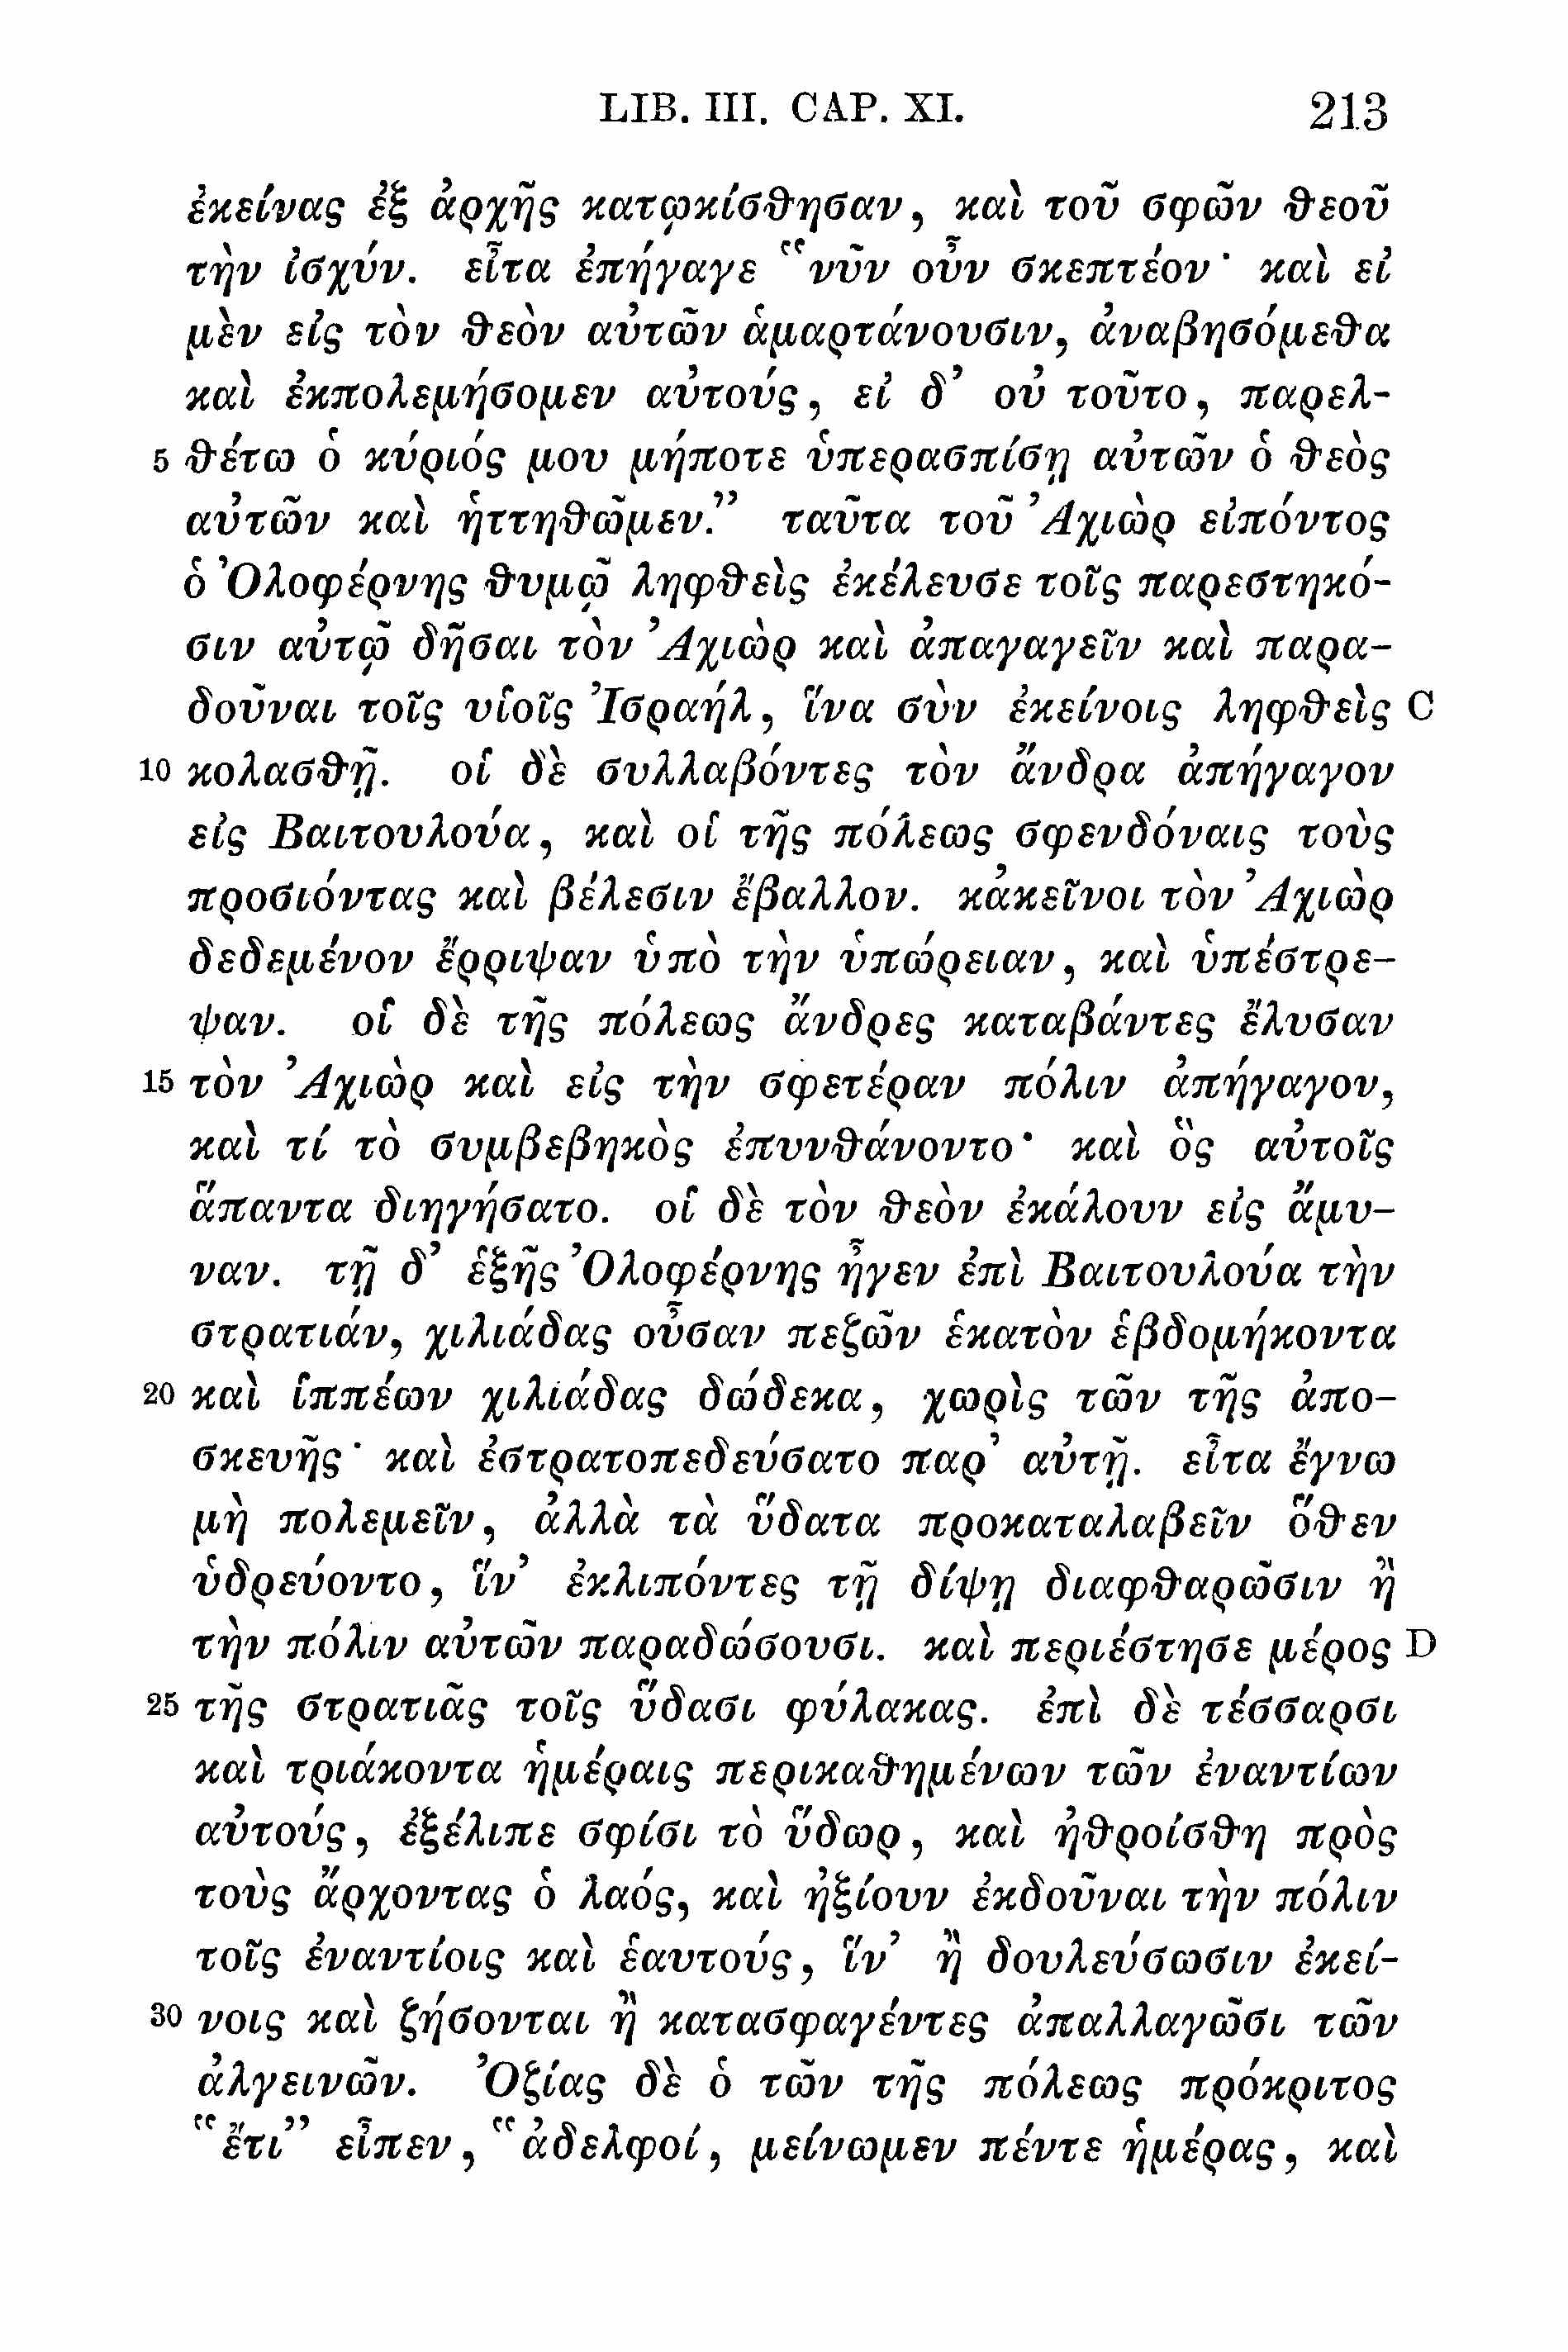 LIB. III. CAP. XI. 213
ἐκείνας ἐξ ἀρχῆς κατῳκίσθησαν, καὶ τοῦ σφῶν θεοῦ
τὴν ἰσχύν. εἶτα ἐπήγαγε “νῦν οὖν σκεπτέον· καὶ εἰ
μὲν εἰς τὸν θεὸν αὐτῶν ἁμαρτάνουσιν, ἀναβησόμεθα
καὶ ἐκπολεμήσομεν αὐτούς, εἰ δ’ οὐ τοῦτο, παρελ-
5 θέτω ὁ κύριός μου μήποτε ὑπερασπίσῃ αὐτῶν ὁ θεὸς
αὐτῶν καὶ ἡττηθῶμεν.” ταῦτα τοῦ Ἀχιὼρ εἰπόντος
ὁ Ὀλοφέρνης θυμῷ ληφθεὶς ἐκέλευσε τοῖς παρεστηκό-
σιν αὐτῷ δῆσαι τὸν Ἀχιὼρ καὶ ἀπαγαγεῖν καὶ παρα-
δοῦναι τοῖς υἱοῖς Ἰσραήλ, ἵνα σὺν ἐκείνοις ληφθεὶς C
10 κολασθῇ. οἱ δὲ συλλαβόντες τὸν ἄνδρα ἀπήγαγον
εἰς Βαιτουλούα, καὶ οἱ τῆς πόλεως σφενδόναις τοὺς
προσιόντας καὶ βέλεσιν ἔβαλλον. κἀκεῖνοι τὸν Ἀχιὼρ
δεδεμένον ἔρριψαν ὑπὸ τὴν ὑπώρειαν, καὶ ὑπέστρε-
ψαν. οἱ δὲ τῆς πόλεως ἄνδρες καταβάντες ἔλυσαν
15 τὸν Ἀχιὼρ καὶ εἰς τὴν σφετέραν πόλιν ἀπήγαγον,
καὶ τί τὸ συμβεβηκὸς ἐπυνθάνοντο· καὶ ὃς αὐτοῖς
ἅπαντα διηγήσατο. οἱ δὲ τὸν θεὸν ἐκάλουν εἰς ἄμυ-
ναν. τῇ δ’ ἑξῆς Ὀλοφέρνης ἦγεν ἐπὶ Βαιτουλούα τὴν
στρατιάν, χιλιάδας οὖσαν πεζῶν ἑκατὸν ἑβδομήκοντα
20 καὶ ἱππέων χιλιάδας δώδεκα, χωρὶς τῶν τῆς ἀπο-
σκευῆς· καὶ ἐστρατοπεδεύσατο παρ’ αὐτῇ. εἶτα ἔγνω
μὴ πολεμεῖν, ἀλλὰ τὰ ὕδατα προκαταλαβεῖν ὅθεν
ὑδρεύοντο, ἵν’ ἐκλιπόντες τῇ δίψῃ διαφθαρῶσιν ἢ
τὴν πόλιν αὐτῶν παραδώσουσι. καὶ περιέστησε μέρος D
25 τῆς στρατιᾶς τοῖς ὕδασι φύλακας. ἐπὶ δὲ τέσσαρσι
καὶ τριάκοντα ἡμέραις περικαθημένων τῶν ἐναντίων
αὐτούς, ἐξέλιπε σφίσι τὸ ὕδωρ, καὶ ἠθροίσθη πρὸς
τοὺς ἄρχοντας ὁ λαός, καὶ ἠξίουν ἐκδοῦναι τὴν πόλιν
τοῖς ἐναντίοις καὶ ἑαυτούς, ἵν’ ἢ δουλεύσωσιν ἐκεί-
30 νοις καὶ ζήσονται ἢ κατασφαγέντες ἀπαλλαγῶσι τῶν
ἀλγεινῶν. Ὀζίας δὲ ὁ τῶν τῆς πόλεως πρόκριτος
“ἔτι” εἶπεν, “ἀδελφοί, μείνωμεν πέντε ἡμέρας, καὶ